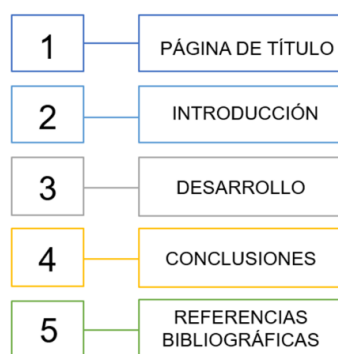 1
PÁGINA DE TÍTULO
2
INTRODUCCIÓN
3
DESARROLLO
4
CONCLUSIONES
5
REFERENCIAS
BIBLIOGRÁFICAS